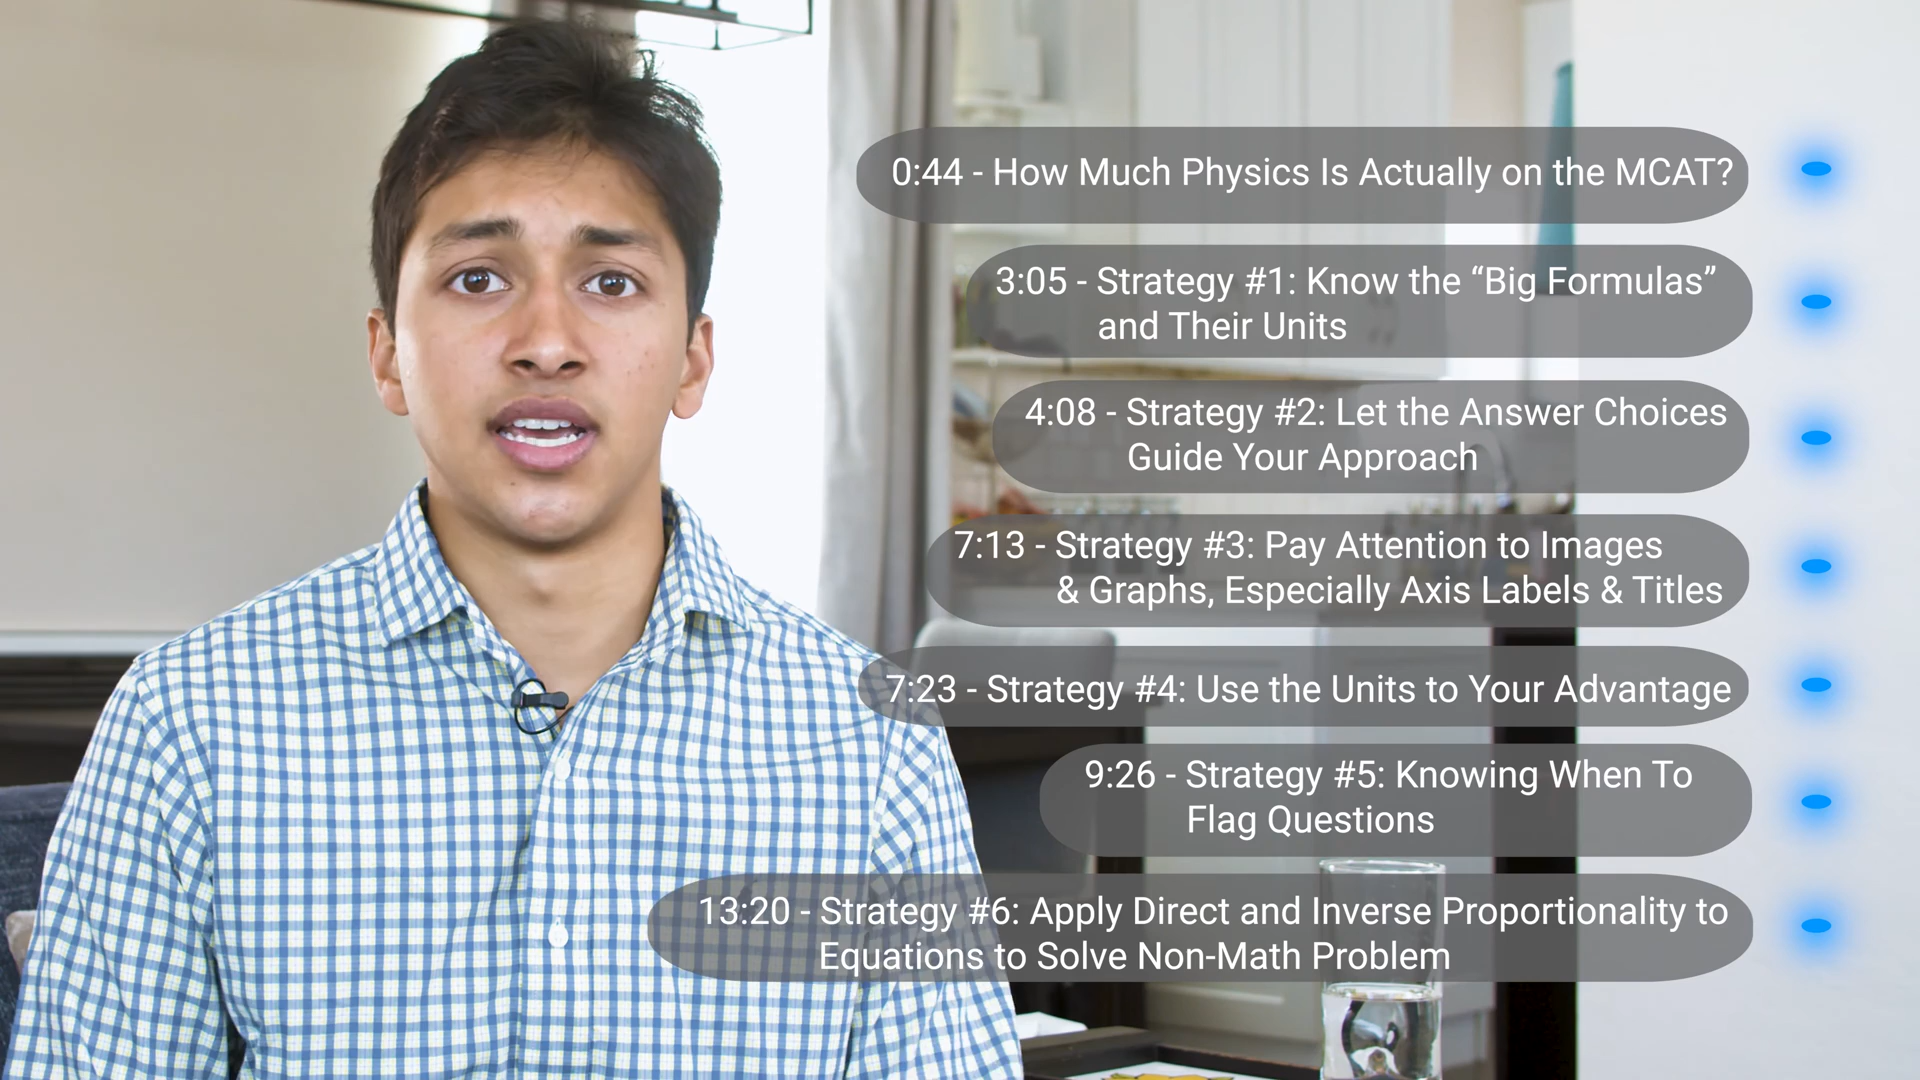 0:44 - How Much Physics Is Actually on the MCAT?
3:05 - Strategy #1: Know the “Big Formulas”
and Their Units
4:08 - Strategy #2: Let the Answer Choices
Guide Your Approach
7:13 - Strategy #3: Pay Attention to Images
& Graphs, Especially Axis Labels & Titles
7:23 - Strategy #4: Use the Units to Your Advantage
9:26 - Strategy #5: Knowing When To
Flag Questions
13:20 - Strategy #6: Apply Direct and Inverse Proportionality to
Equations to Solve Non-Math Problem